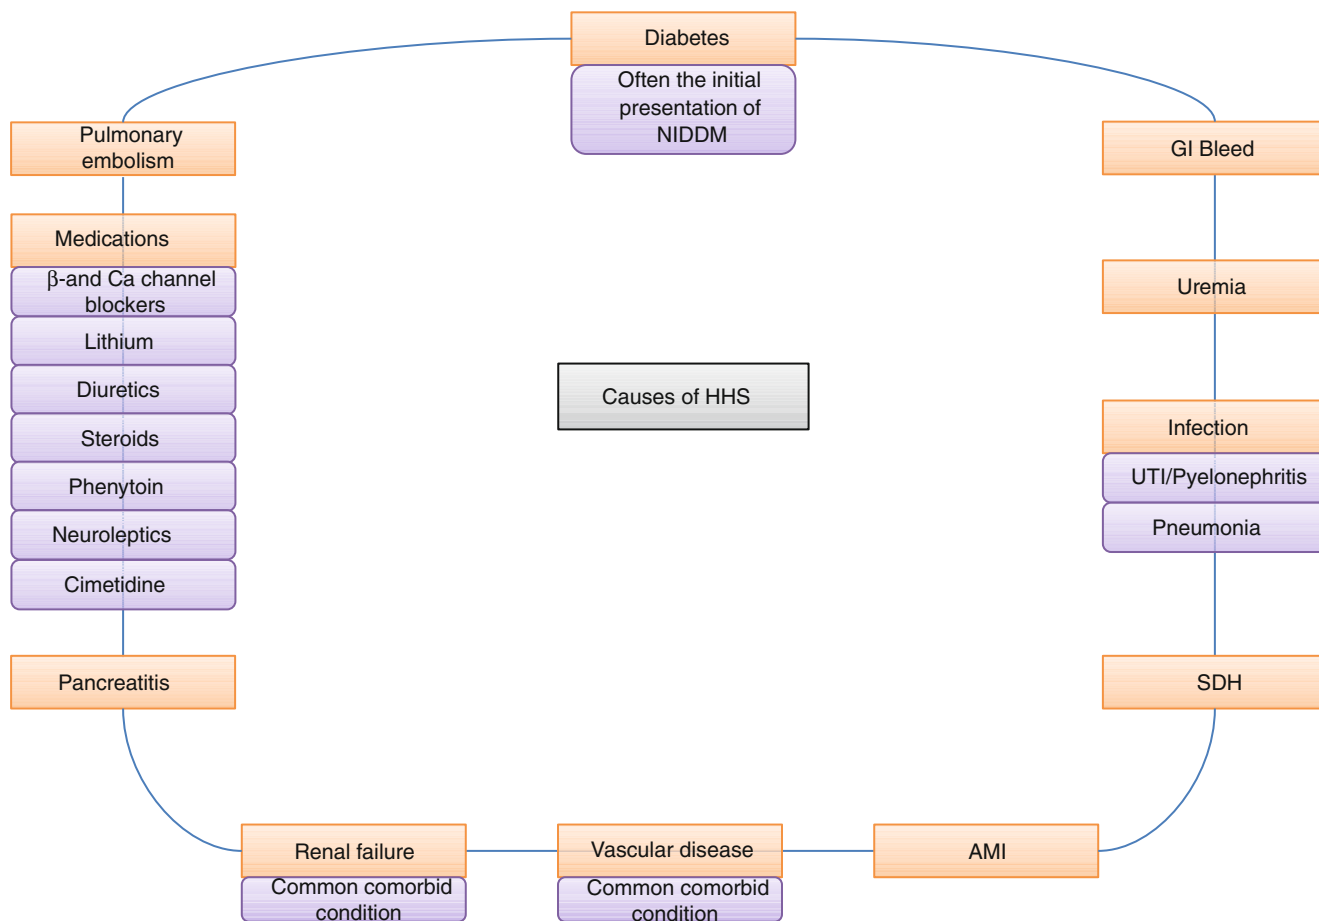 Diabetes
Often the initial
presentation of
NIDDM
GI Bleed
Uremia
Infection
UTI/Pyelonephritis
Pneumonia
SDH
AMI
Vascular disease
Common comorbid
condition
Renal failure
Common comorbid
condition
Pancreatitis
Pulmonary
embolism
Medications
β-and Ca channel
blockers
Lithium
Diuretics
Steroids
Phenytoin
Neuroleptics
Cimetidine
Causes of HHS